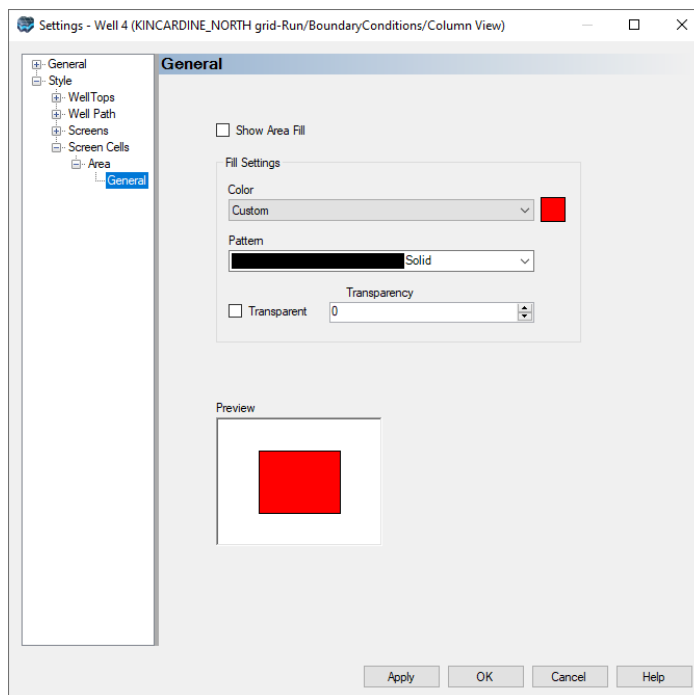 Settings - Well 4 (KINCARDINE_NORTH grid-Run/BoundaryConditions/Column View)
General
Style
WellTops
Well Path
Screens
Screen Cells
Area
General
General
Show Area Fill
Fill Settings
Color
Custom
Pattern
Solid
Transparency
Transparent 0
Preview
Apply OK Cancel Help